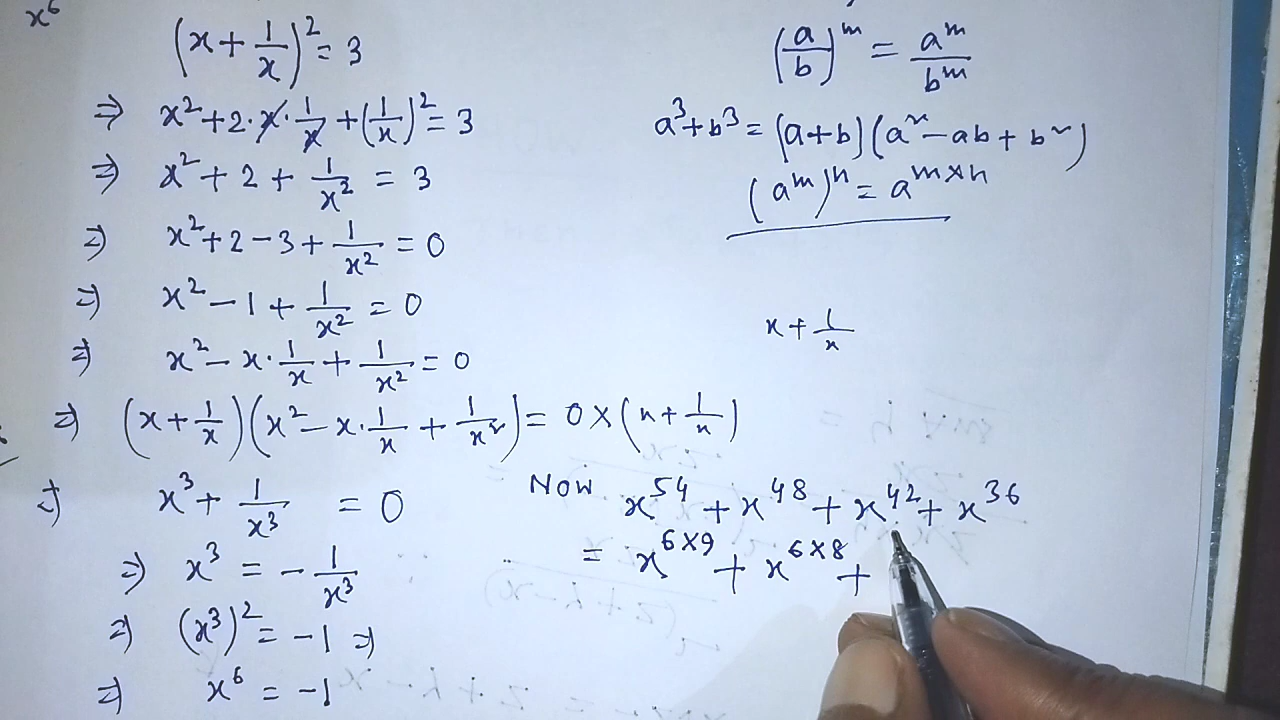 x⁶
(x + 1/x)² = 3
⇒ x² + 2·x·1/x + (1/x)² = 3
⇒ x² + 2 + 1/x² = 3
⇒ x² + 2 − 3 + 1/x² = 0
⇒ x² − 1 + 1/x² = 0
⇒ x² − x·1/x + 1/x² = 0
⇒ (x + 1/x)(x² − x·1/x + 1/x²) = 0 × (x + 1/x)
⇒ x³ + 1/x³ = 0
⇒ x³ = − 1/x³
⇒ (x³)² = −1 ⇒
⇒ x⁶ = −1
(a/b)ᵐ = aᵐ/bᵐ
a³ + b³ = (a + b)(a² − ab + b²)
(aᵐ)ⁿ = aᵐˣⁿ
x + 1/x
Now x⁵⁴ + x⁴⁸ + x⁴² + x³⁶
= x⁶ˣ⁹ + x⁶ˣ⁸ +